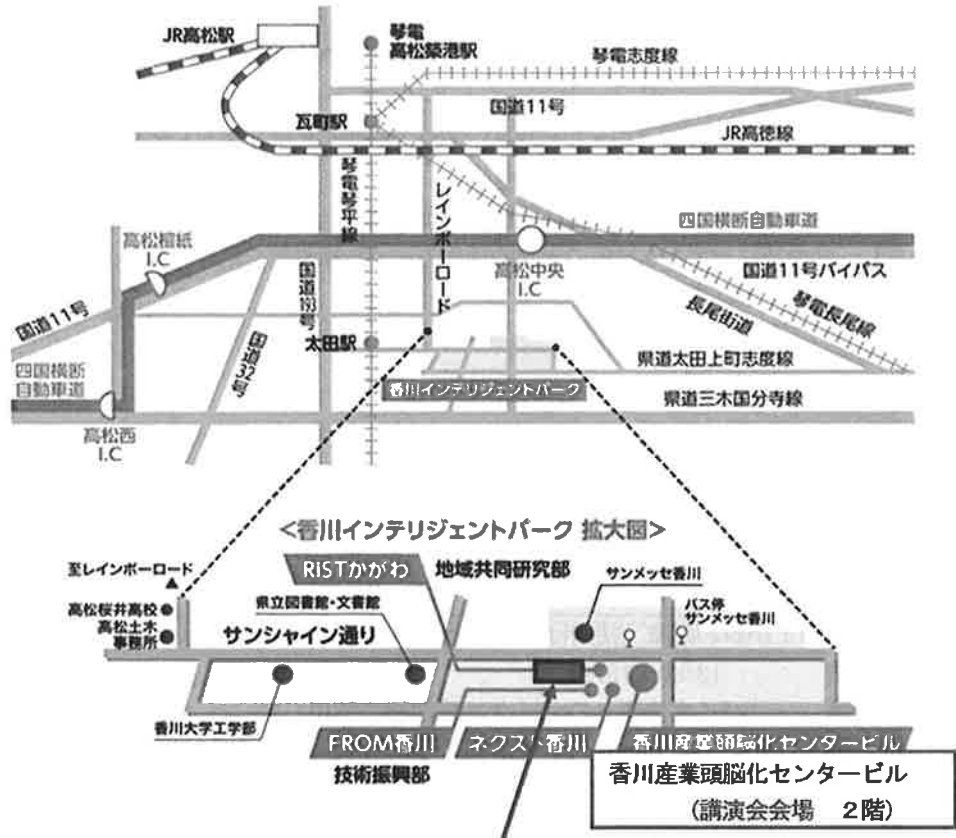 JR高松駅
琴電
高松築港駅
琴電志度線
国道11号
瓦町駅
JR高徳線
琴電琴平線
レインボーロード
四国横断自動車道
高松檀紙
I.C
高松中央
I.C
国道11号バイパス
国道11号
国道193号
国道32号
長尾街道
琴電長尾線
太田駅
四国横断
自動車道
県道太田上町志度線
香川インテリジェントパーク
県道三木国分寺線
高松西
I.C
<香川インテリジェントパーク 拡大図>
至レインボーロード
RISTかがわ
地域共同研究部
サンメッセ香川
高松桜井高校
県立図書館・文書館
バス停
サンメッセ香川
高松土木
事務所
サンシャイン通り
香川大学工学部
FROM香川
ネクスト香川
香川産業頭脳化センタービル
技術振興部
香川産業頭脳化センタービル
(講演会会場 2階)